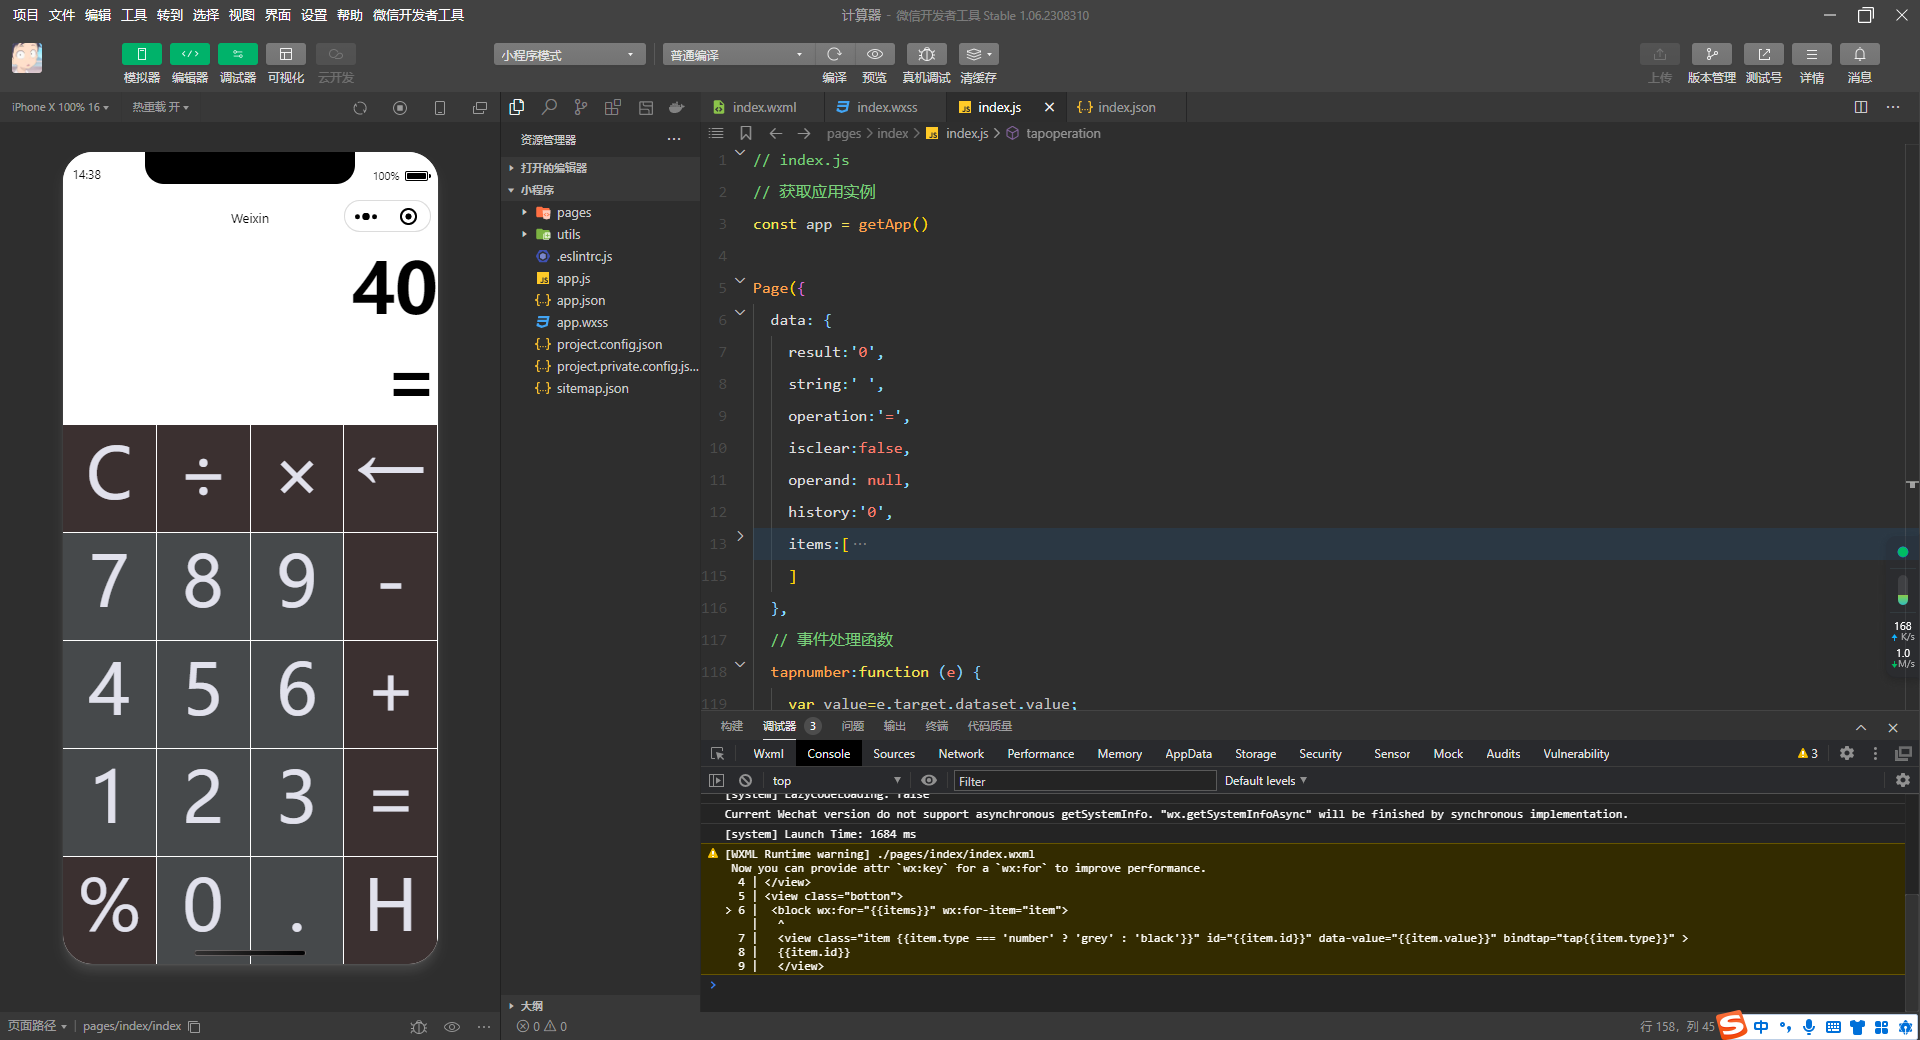 项目 文件 编辑 工具 转到 选择 视图 界面 设置 帮助 微信开发者工具
计算器 - 微信开发者工具 Stable 1.06.2308310
模拟器 编辑器 调试器 可视化 云开发
小程序模式 普通编译
编译 预览 真机调试 清缓存
上传 版本管理 测试号 详情 消息
iPhone X 100% 16 热重载 开
14:38 100%
Weixin
40
=
C ÷ × ←
7 8 9 -
4 5 6 +
1 2 3 =
% 0 . H
页面路径 | pages/index/index
资源管理器 ...
打开的编辑器
小程序
pages
utils
.eslintrc.js
JS app.js
{..} app.json
app.wxss
{..} project.config.json
{..} project.private.config.js...
{..} sitemap.json
大纲
0 0
index.wxml index.wxss JS index.js {..} index.json
pages > index > JS index.js > tapoperation
1 // index.js
2 // 获取应用实例
3 const app = getApp()
4
5 Page({
6 data: {
7 result:'0',
8 string:' ',
9 operation:'=',
10 isclear:false,
11 operand: null,
12 history:'0',
13 items:[ ...
115 ]
116 },
117 // 事件处理函数
118 tapnumber:function (e) {
119 var value=e.target.dataset.value;
168
K/s
1.0
M/s
构建 调试器 3 问题 输出 终端 代码质量
Wxml Console Sources Network Performance Memory AppData Storage Security Sensor Mock Audits Vulnerability 3
top Filter Default levels
[system] LazyCodeLoading: false
Current Wechat version do not support asynchronous getSystemInfo. "wx.getSystemInfoAsync" will be finished by synchronous implementation.
[system] Launch Time: 1684 ms
[WXML Runtime warning] ./pages/index/index.wxml
Now you can provide attr `wx:key` for a `wx:for` to improve performance.
4 | </view>
5 | <view class="botton">
> 6 | <block wx:for="{{items}}" wx:for-item="item">
| ^
7 | <view class="item {{item.type === 'number' ? 'grey' : 'black'}}" id="{{item.id}}" data-value="{{item.value}}" bindtap="tap{{item.type}}" >
8 | {{item.id}}
9 | </view>
>
行 158，列 45
S 中